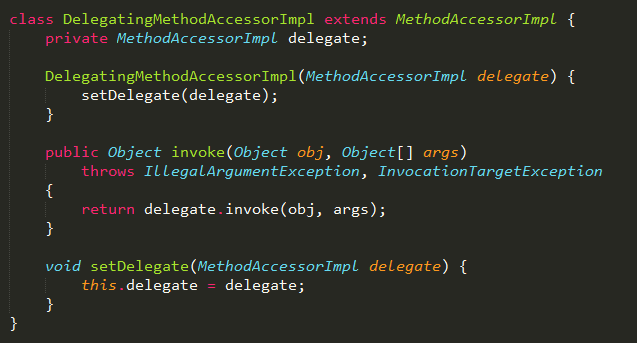 class DelegatingMethodAccessorImpl extends MethodAccessorImpl {
    private MethodAccessorImpl delegate;

    DelegatingMethodAccessorImpl(MethodAccessorImpl delegate) {
        setDelegate(delegate);
    }

    public Object invoke(Object obj, Object[] args)
        throws IllegalArgumentException, InvocationTargetException
    {
        return delegate.invoke(obj, args);
    }

    void setDelegate(MethodAccessorImpl delegate) {
        this.delegate = delegate;
    }
}